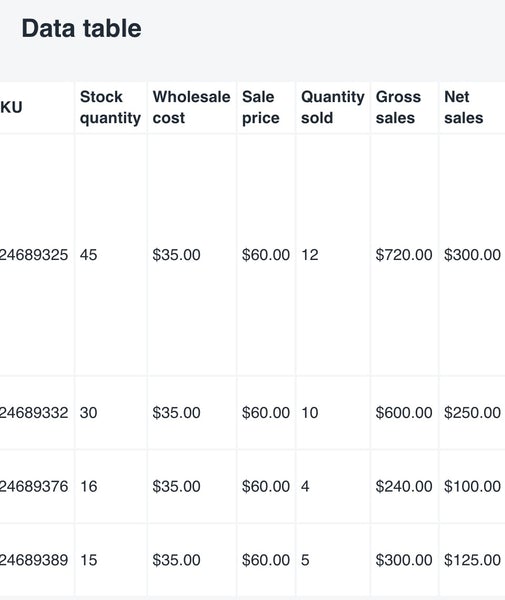 Data table
KU Stock quantity Wholesale cost Sale price Quantity sold Gross sales Net sales
24689325 45 $35.00 $60.00 12 $720.00 $300.00
24689332 30 $35.00 $60.00 10 $600.00 $250.00
24689376 16 $35.00 $60.00 4 $240.00 $100.00
24689389 15 $35.00 $60.00 5 $300.00 $125.00